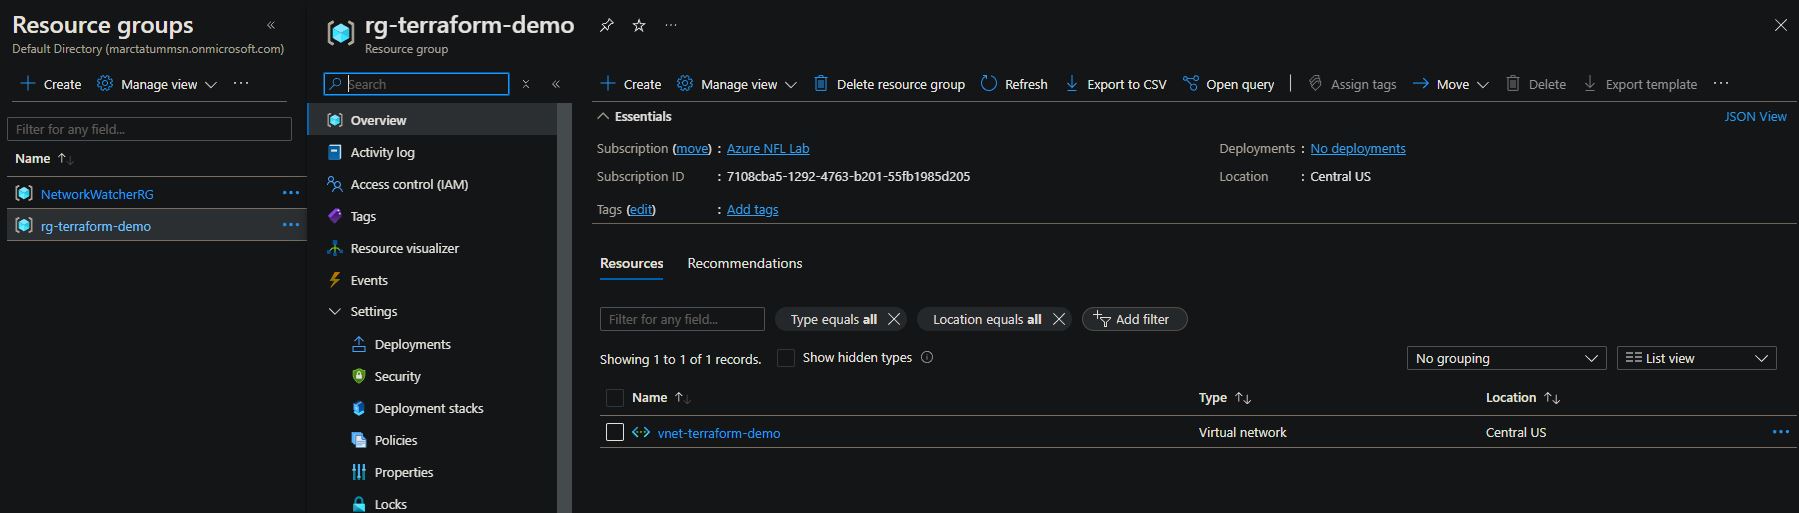 Resource groups
Default Directory (marctatummsn.onmicrosoft.com)
Create Manage view
Filter for any field...
Name
NetworkWatcherRG
rg-terraform-demo
rg-terraform-demo
Resource group
Search
Overview
Activity log
Access control (IAM)
Tags
Resource visualizer
Events
Settings
Deployments
Security
Deployment stacks
Policies
Properties
Locks
Create Manage view Delete resource group Refresh Export to CSV Open query Assign tags Move Delete Export template
Essentials JSON View
Subscription (move) : Azure NFL Lab
Subscription ID : 7108cba5-1292-4763-b201-55fb1985d205
Tags (edit) : Add tags
Deployments : No deployments
Location : Central US
Resources Recommendations
Filter for any field... Type equals all Location equals all Add filter
Showing 1 to 1 of 1 records. Show hidden types No grouping List view
Name Type Location
vnet-terraform-demo Virtual network Central US